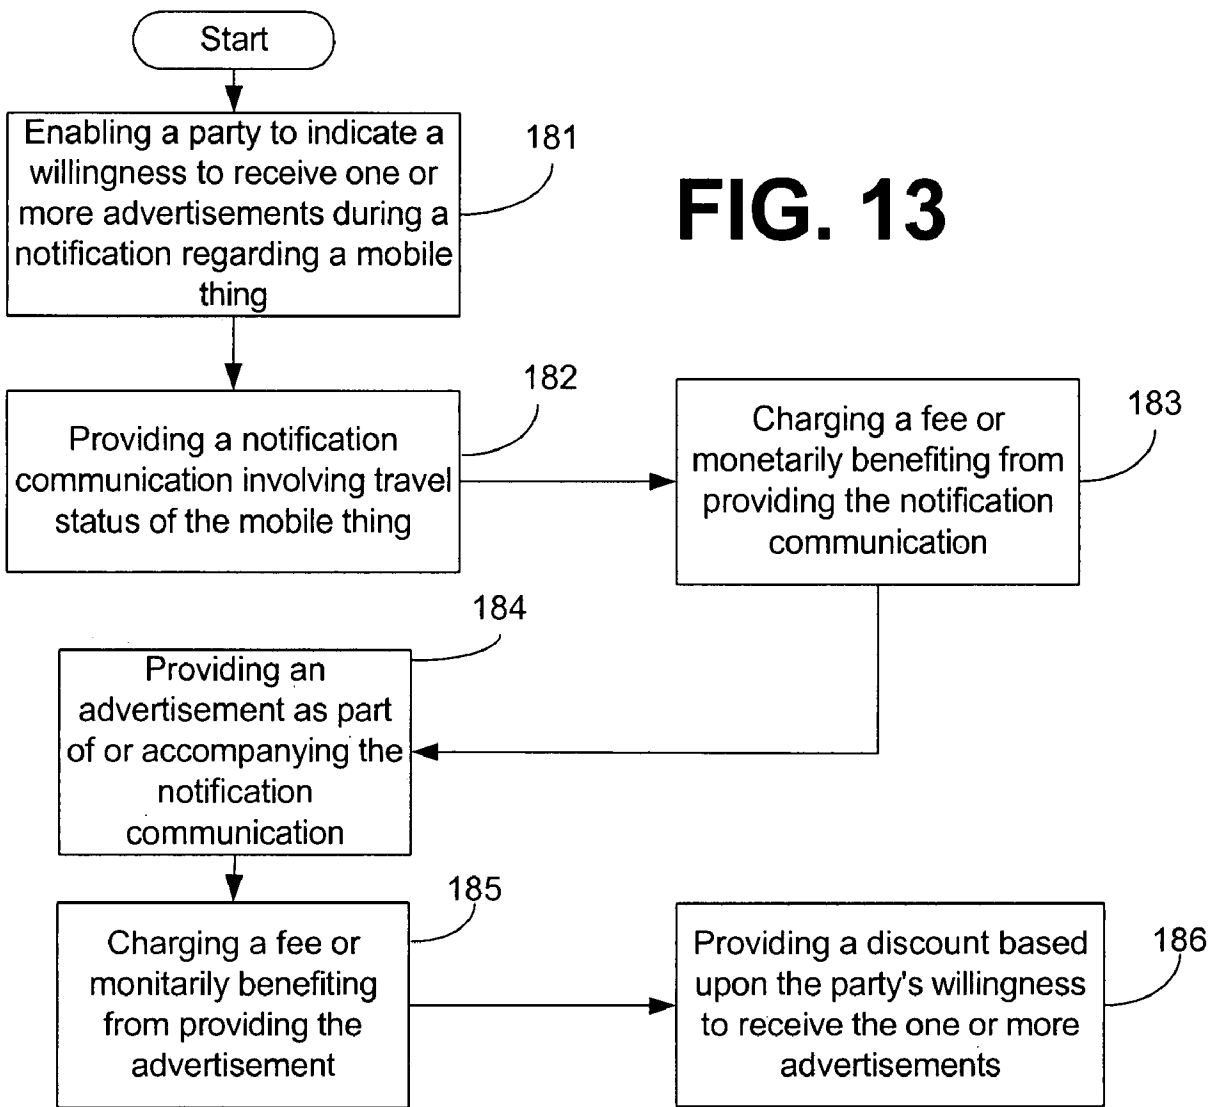 Start
Enabling a party to indicate a
willingness to receive one or
more advertisements during a
notification regarding a mobile
thing
181
FIG. 13
Providing a notification
communication involving travel
status of the mobile thing
182
Charging a fee or
monetarily benefiting from
providing the notification
communication
183
184
Providing an
advertisement as part
of or accompanying the
notification
communication
185
Charging a fee or
monitarily benefiting
from providing the
advertisement
Providing a discount based
upon the party's willingness
to receive the one or more
advertisements
186